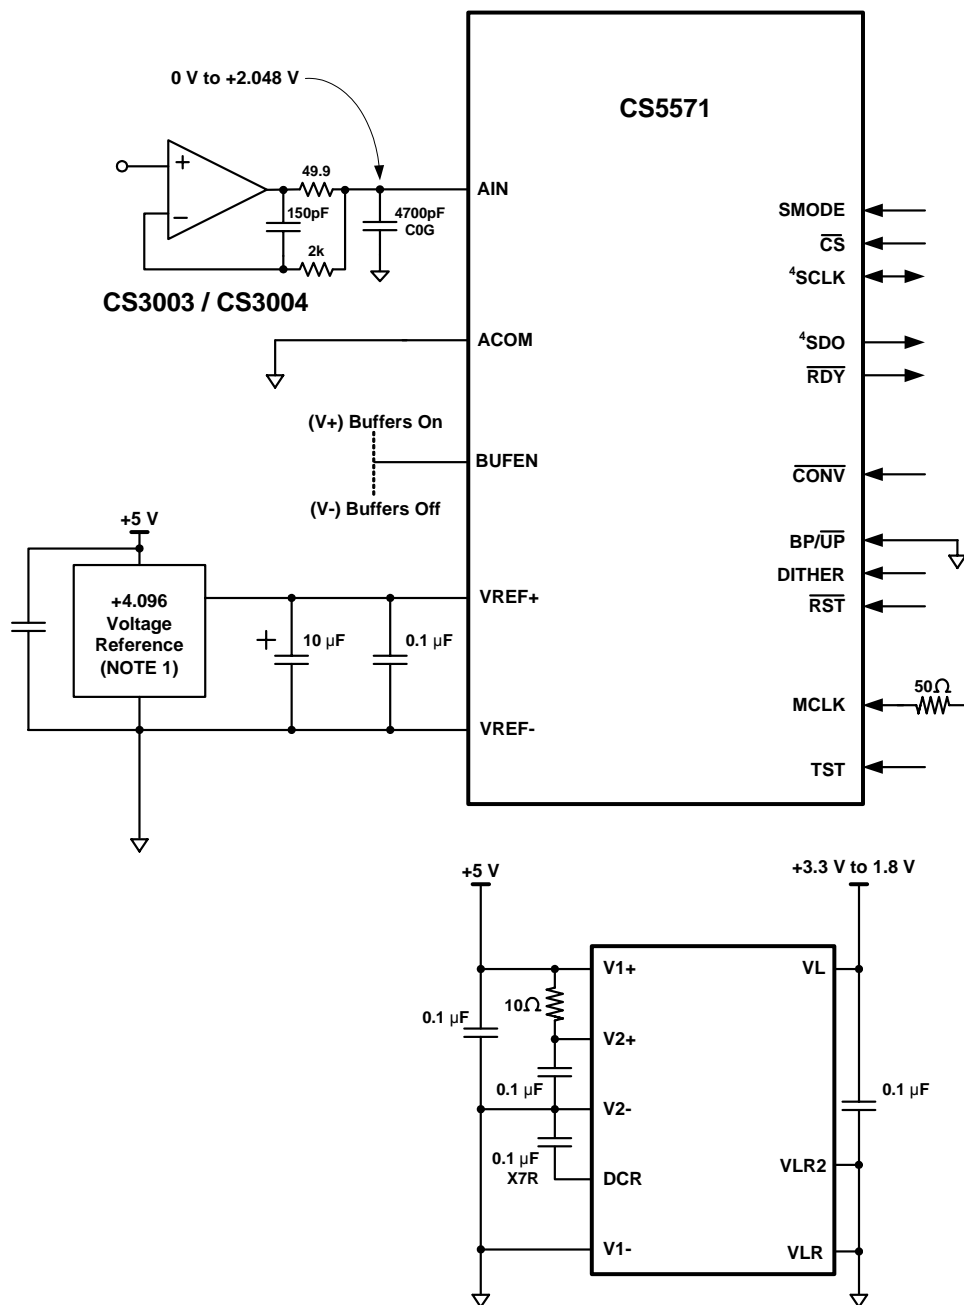 0 V to +2.048 V
CS5571
+
−
49.9
150pF
2k
4700pF
C0G
AIN
CS3003 / CS3004
SMODE
CS
4SCLK
ACOM
4SDO
RDY
(V+) Buffers On
BUFEN
(V-) Buffers Off
CONV
+5 V
BP/UP
DITHER
RST
+4.096
Voltage
Reference
(NOTE 1)
VREF+
+
10 µF
0.1 µF
VREF-
50Ω
MCLK
TST
+5 V
+3.3 V to 1.8 V
V1+
VL
10Ω
0.1 µF
V2+
0.1 µF
0.1 µF
V2-
0.1 µF
X7R
DCR
VLR2
V1-
VLR